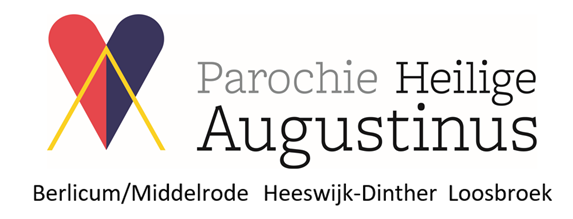 Parochie Heilige
Augustinus
Berlicum/Middelrode Heeswijk-Dinther Loosbroek